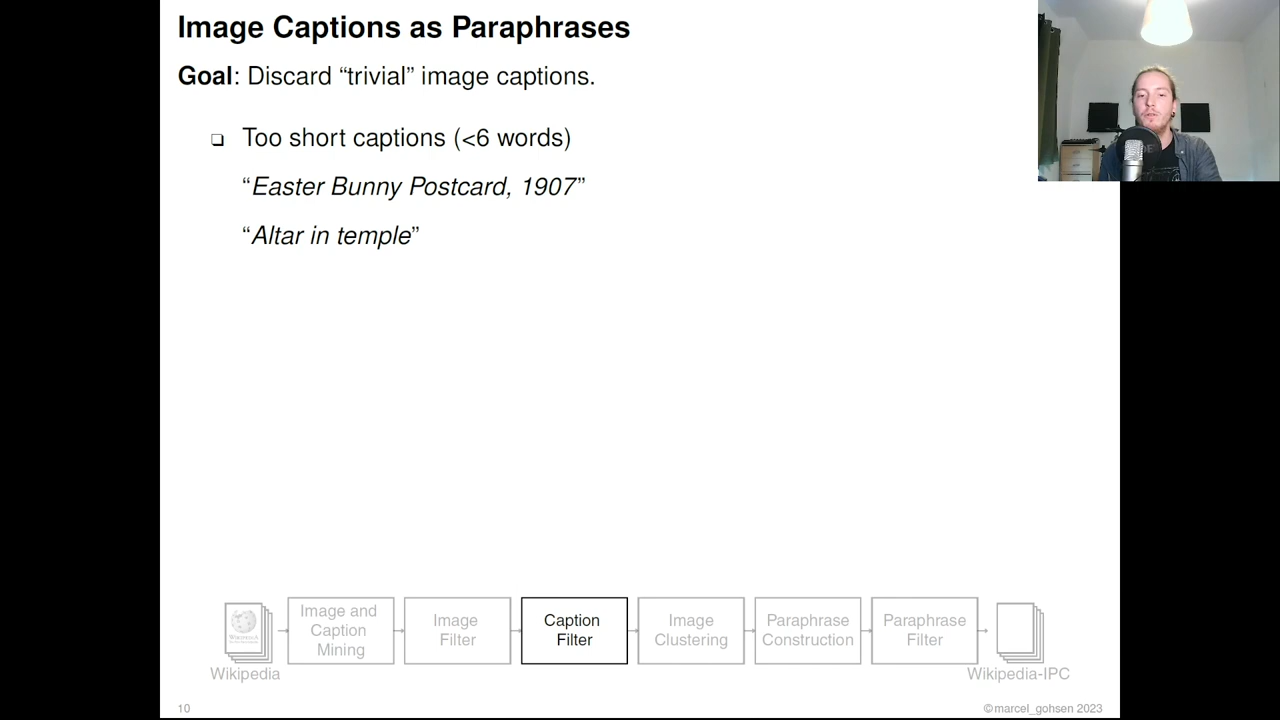 Image Captions as Paraphrases
Goal: Discard “trivial” image captions.
❑ Too short captions (<6 words)
“Easter Bunny Postcard, 1907”
“Altar in temple”
Image and
Caption
Mining
Image
Filter
Caption
Filter
Image
Clustering
Paraphrase
Construction
Paraphrase
Filter
Wikipedia
Wikipedia-IPC
10
©marcel_gohsen 2023